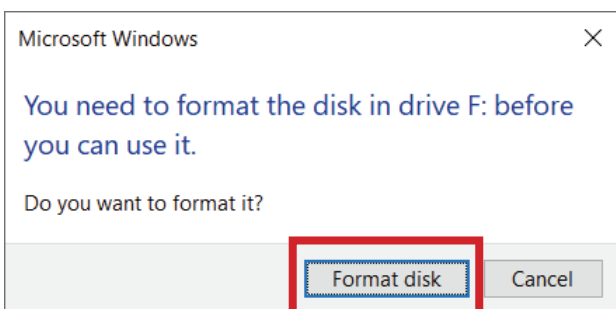 Microsoft Windows
You need to format the disk in drive F: before
you can use it.
Do you want to format it?
Format disk
Cancel